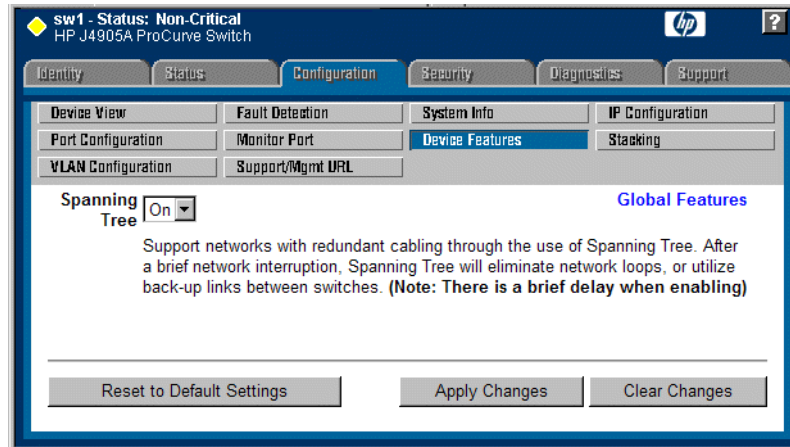 sw1 - Status: Non-Critical
HP J4905A ProCurve Switch
hp
?
Identity Status Configuration Security Diagnostics Support
Device View Fault Detection System Info IP Configuration
Port Configuration Monitor Port Device Features Stacking
VLAN Configuration Support/Mgmt URL
Spanning Tree On
Global Features
Support networks with redundant cabling through the use of Spanning Tree. After
a brief network interruption, Spanning Tree will eliminate network loops, or utilize
back-up links between switches. (Note: There is a brief delay when enabling)
Reset to Default Settings Apply Changes Clear Changes